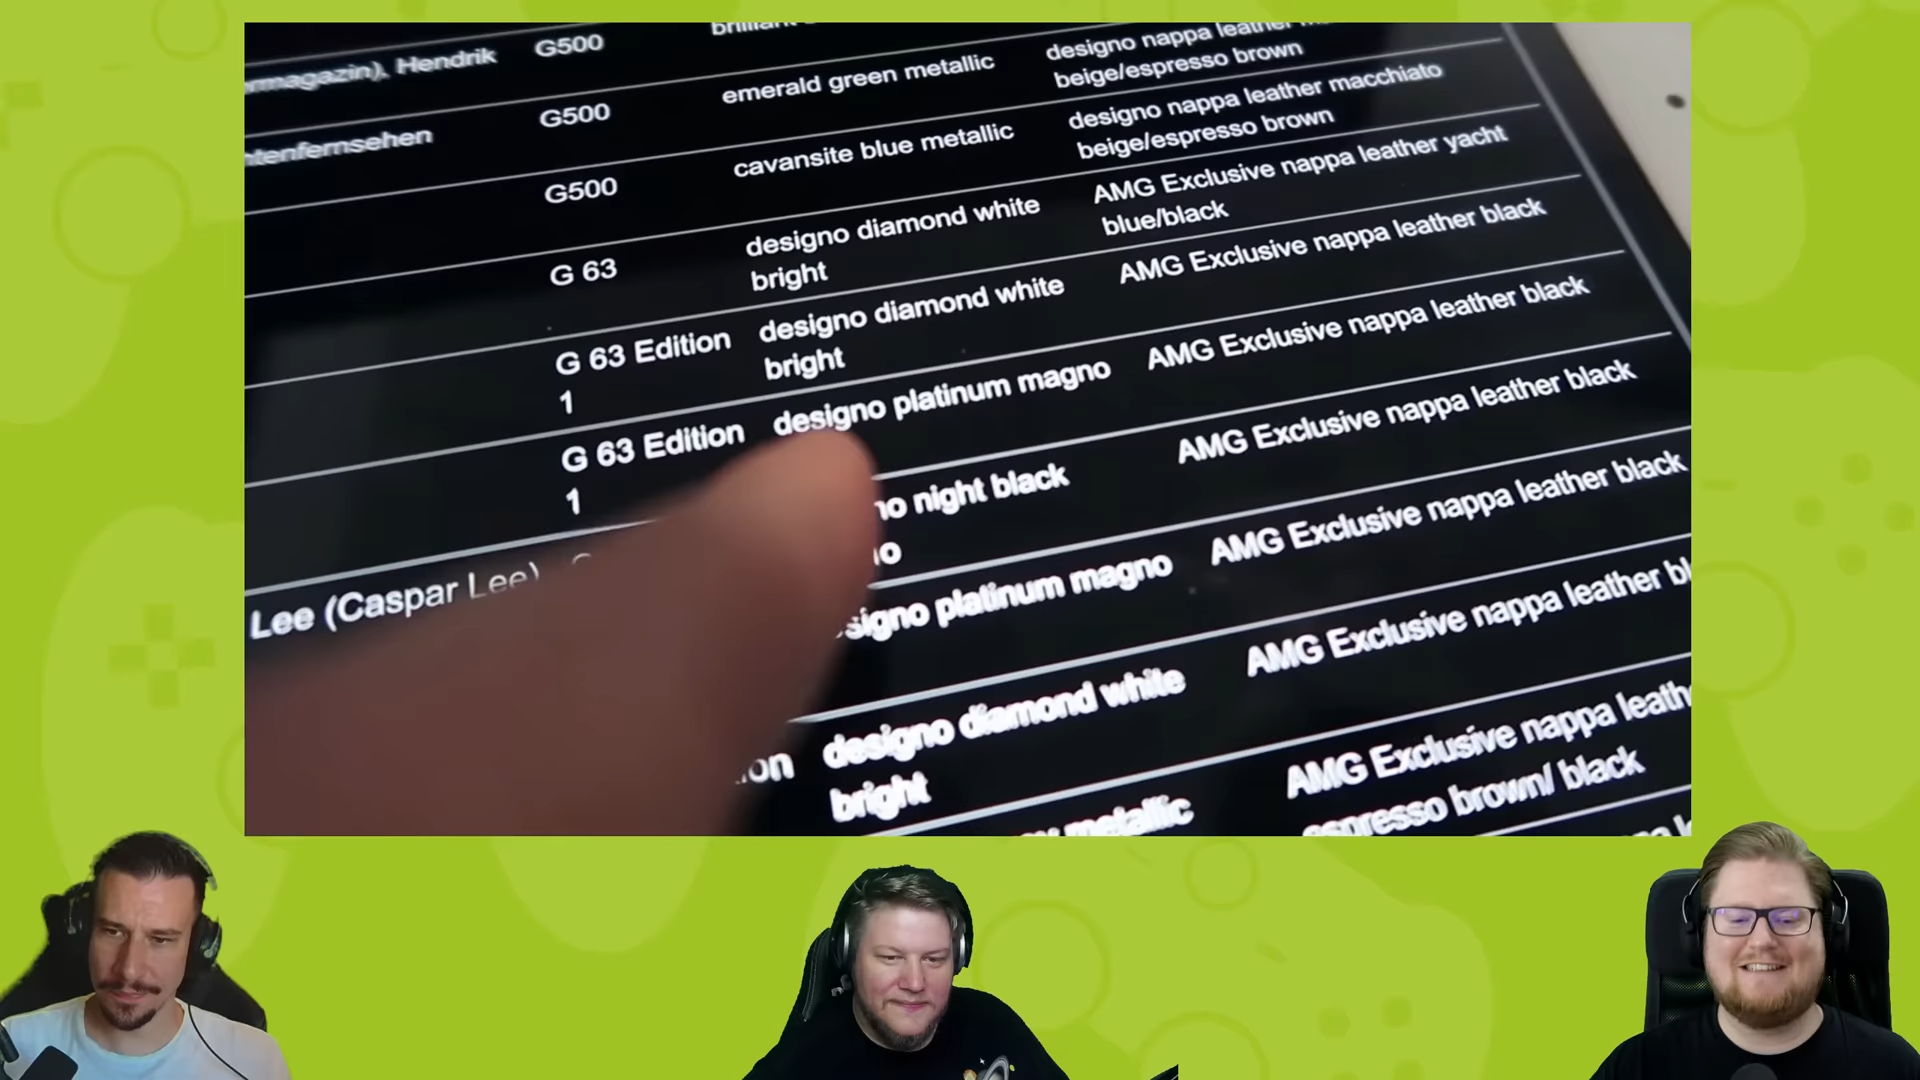 G500
designo nappa leather
beige/espresso brown
Hendrik
G500
emerald green metallic
designo nappa leather macchiato
beige/espresso brown
G500
cavansite blue metallic
AMG Exclusive nappa leather yacht
blue/black
G 63
designo diamond white
bright
AMG Exclusive nappa leather black
G 63 Edition
1
designo diamond white
bright
AMG Exclusive nappa leather black
G 63 Edition
1
designo platinum magno
AMG Exclusive nappa leather black
Lee (Caspar Lee)
night black
AMG Exclusive nappa leather black
platinum magno
AMG Exclusive nappa leather
designo diamond white
bright
AMG Exclusive nappa
espresso brown/ black
metallic